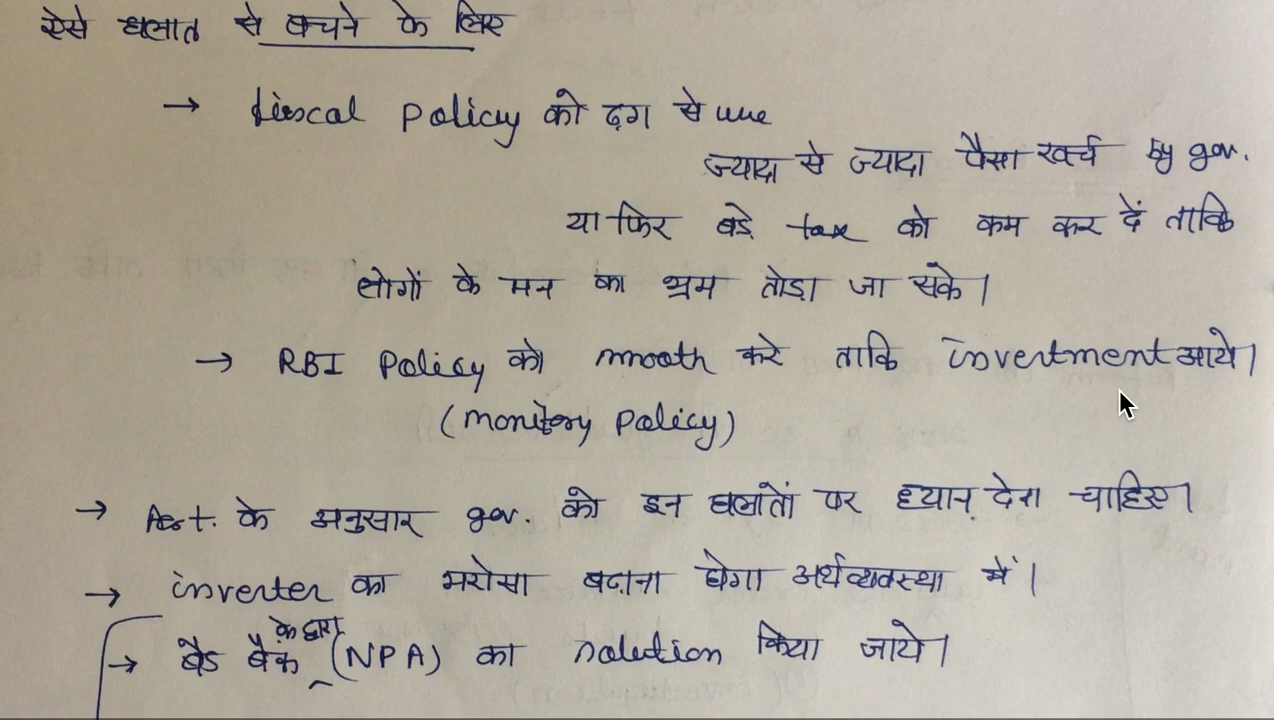 ऐसे हालात से बचने के लिए
→ fiscal policy को ढ़ग से use
ज्यादा से ज्यादा पैसा खर्च by gov.
या फिर बड़े tax को कम कर दें ताकि
लोगों के मन का भ्रम तोड़ा जा सके।
→ RBI Policy को smooth करे ताकि investment आये।
(monitory policy)
→ के अनुसार gov. को इन हालातों पर ध्यान देना चाहिए।
→ invester का भरोसा बढ़ाना होगा अर्थव्यवस्था में।
→ बैड बैंक के द्वारा (NPA) का solution किया जाये।